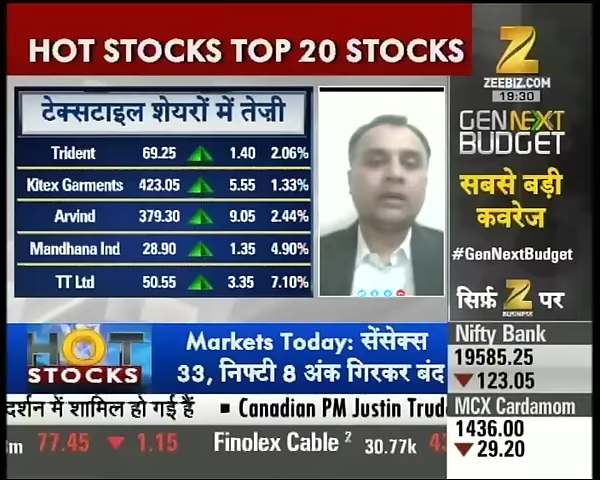 HOT STOCKS TOP 20 STOCKS
ZEEBIZ.COM
19:30
टेक्सटाइल शेयरों में तेज़ी
Trident 69.25 1.40 2.06%
Kitex Garments 423.05 5.55 1.33%
Arvind 379.30 9.05 2.44%
Mandhana Ind 28.90 1.35 4.90%
TT Ltd 50.55 3.35 7.10%
GEN NEXT
BUDGET
सबसे बड़ी
कवरेज
#GenNextBudget
सिर्फ़ Z पर
BUSINESS
HOT
STOCKS
Markets Today: सेंसेक्स
33, निफ्टी 8 अंक गिरकर बंद
Nifty Bank
19585.25
123.05
MCX Cardamom
1436.00
29.20
दर्शन में शामिल हो गई हैं ▪ Canadian PM Justin Trud
m 77.45 1.15 Finolex Cable 2 30.77k